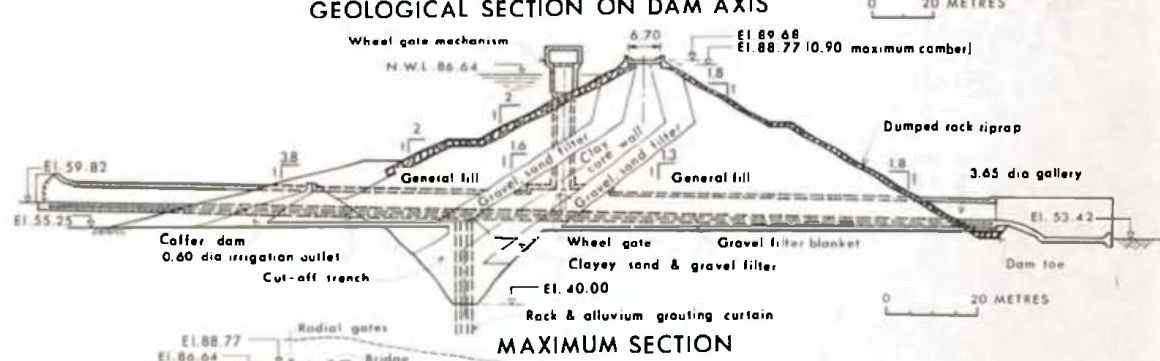 GEOLOGICAL SECTION ON DAM AXIS
0 20 METRES
Wheel gate mechanism
6.70
El. 89.68
El. 88.77 (0.90 maximum camber)
N.W.L. 86.64
1.8
1
2
1
2
1
Dumped rock riprap
3.8
1
1.6
1
1.3
1
1.8
1
Gravel sand filter
Clay core wall
Gravel sand filter
El. 59.82
General fill
General fill
3.65 dia gallery
El. 55.25
El. 53.42
Coffer dam
0.60 dia irrigation outlet
Cut-off trench
Wheel gate
Gravel filter blanket
Clayey sand & gravel filter
Dam toe
El. 40.00
0 20 METRES
Rock & alluvium grouting curtain
MAXIMUM SECTION
El. 88.77
Radial gates
El. 86.64
Bridge